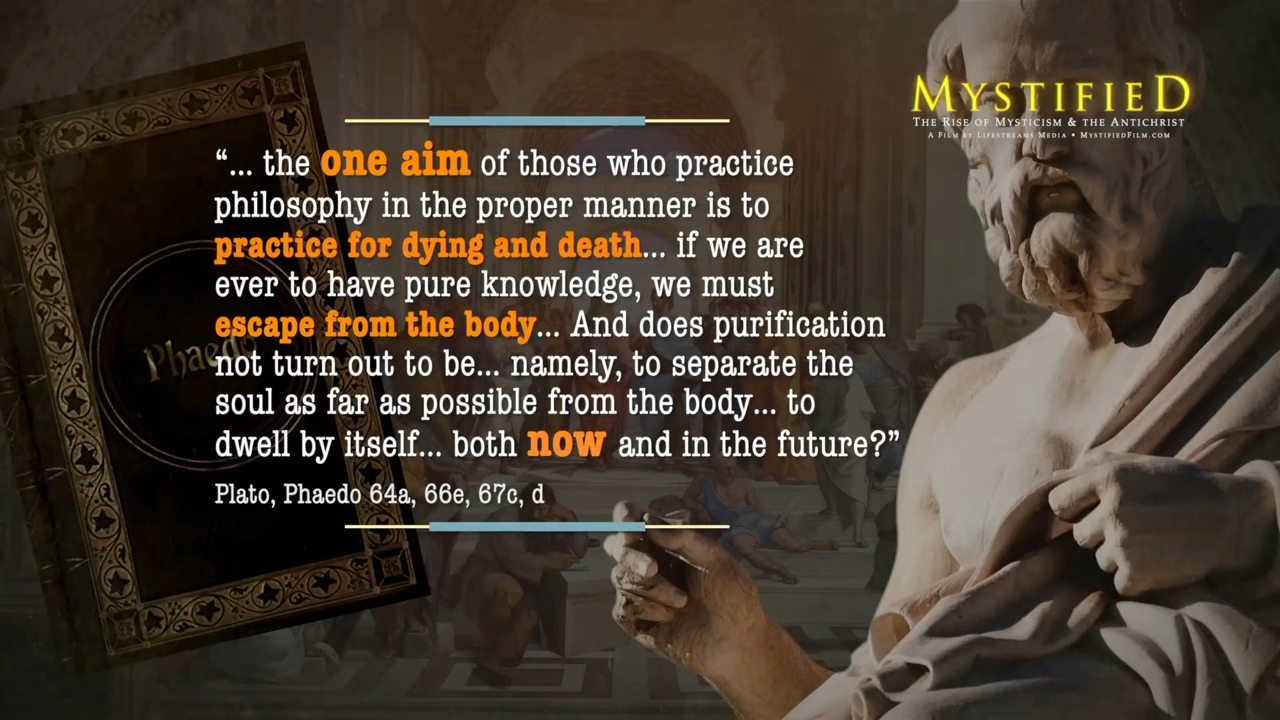 MYSTIFIED
THE RISE OF MYSTICISM & THE ANTICHRIST
A FILM BY LIFESTREAMS MEDIA • MYSTIFIEDFILM.COM
“... the one aim of those who practice
philosophy in the proper manner is to
practice for dying and death... if we are
ever to have pure knowledge, we must
escape from the body... And does purification
not turn out to be... namely, to separate the
soul as far as possible from the body... to
dwell by itself... both now and in the future?”
Plato, Phaedo 64a, 66e, 67c, d
Phaedo